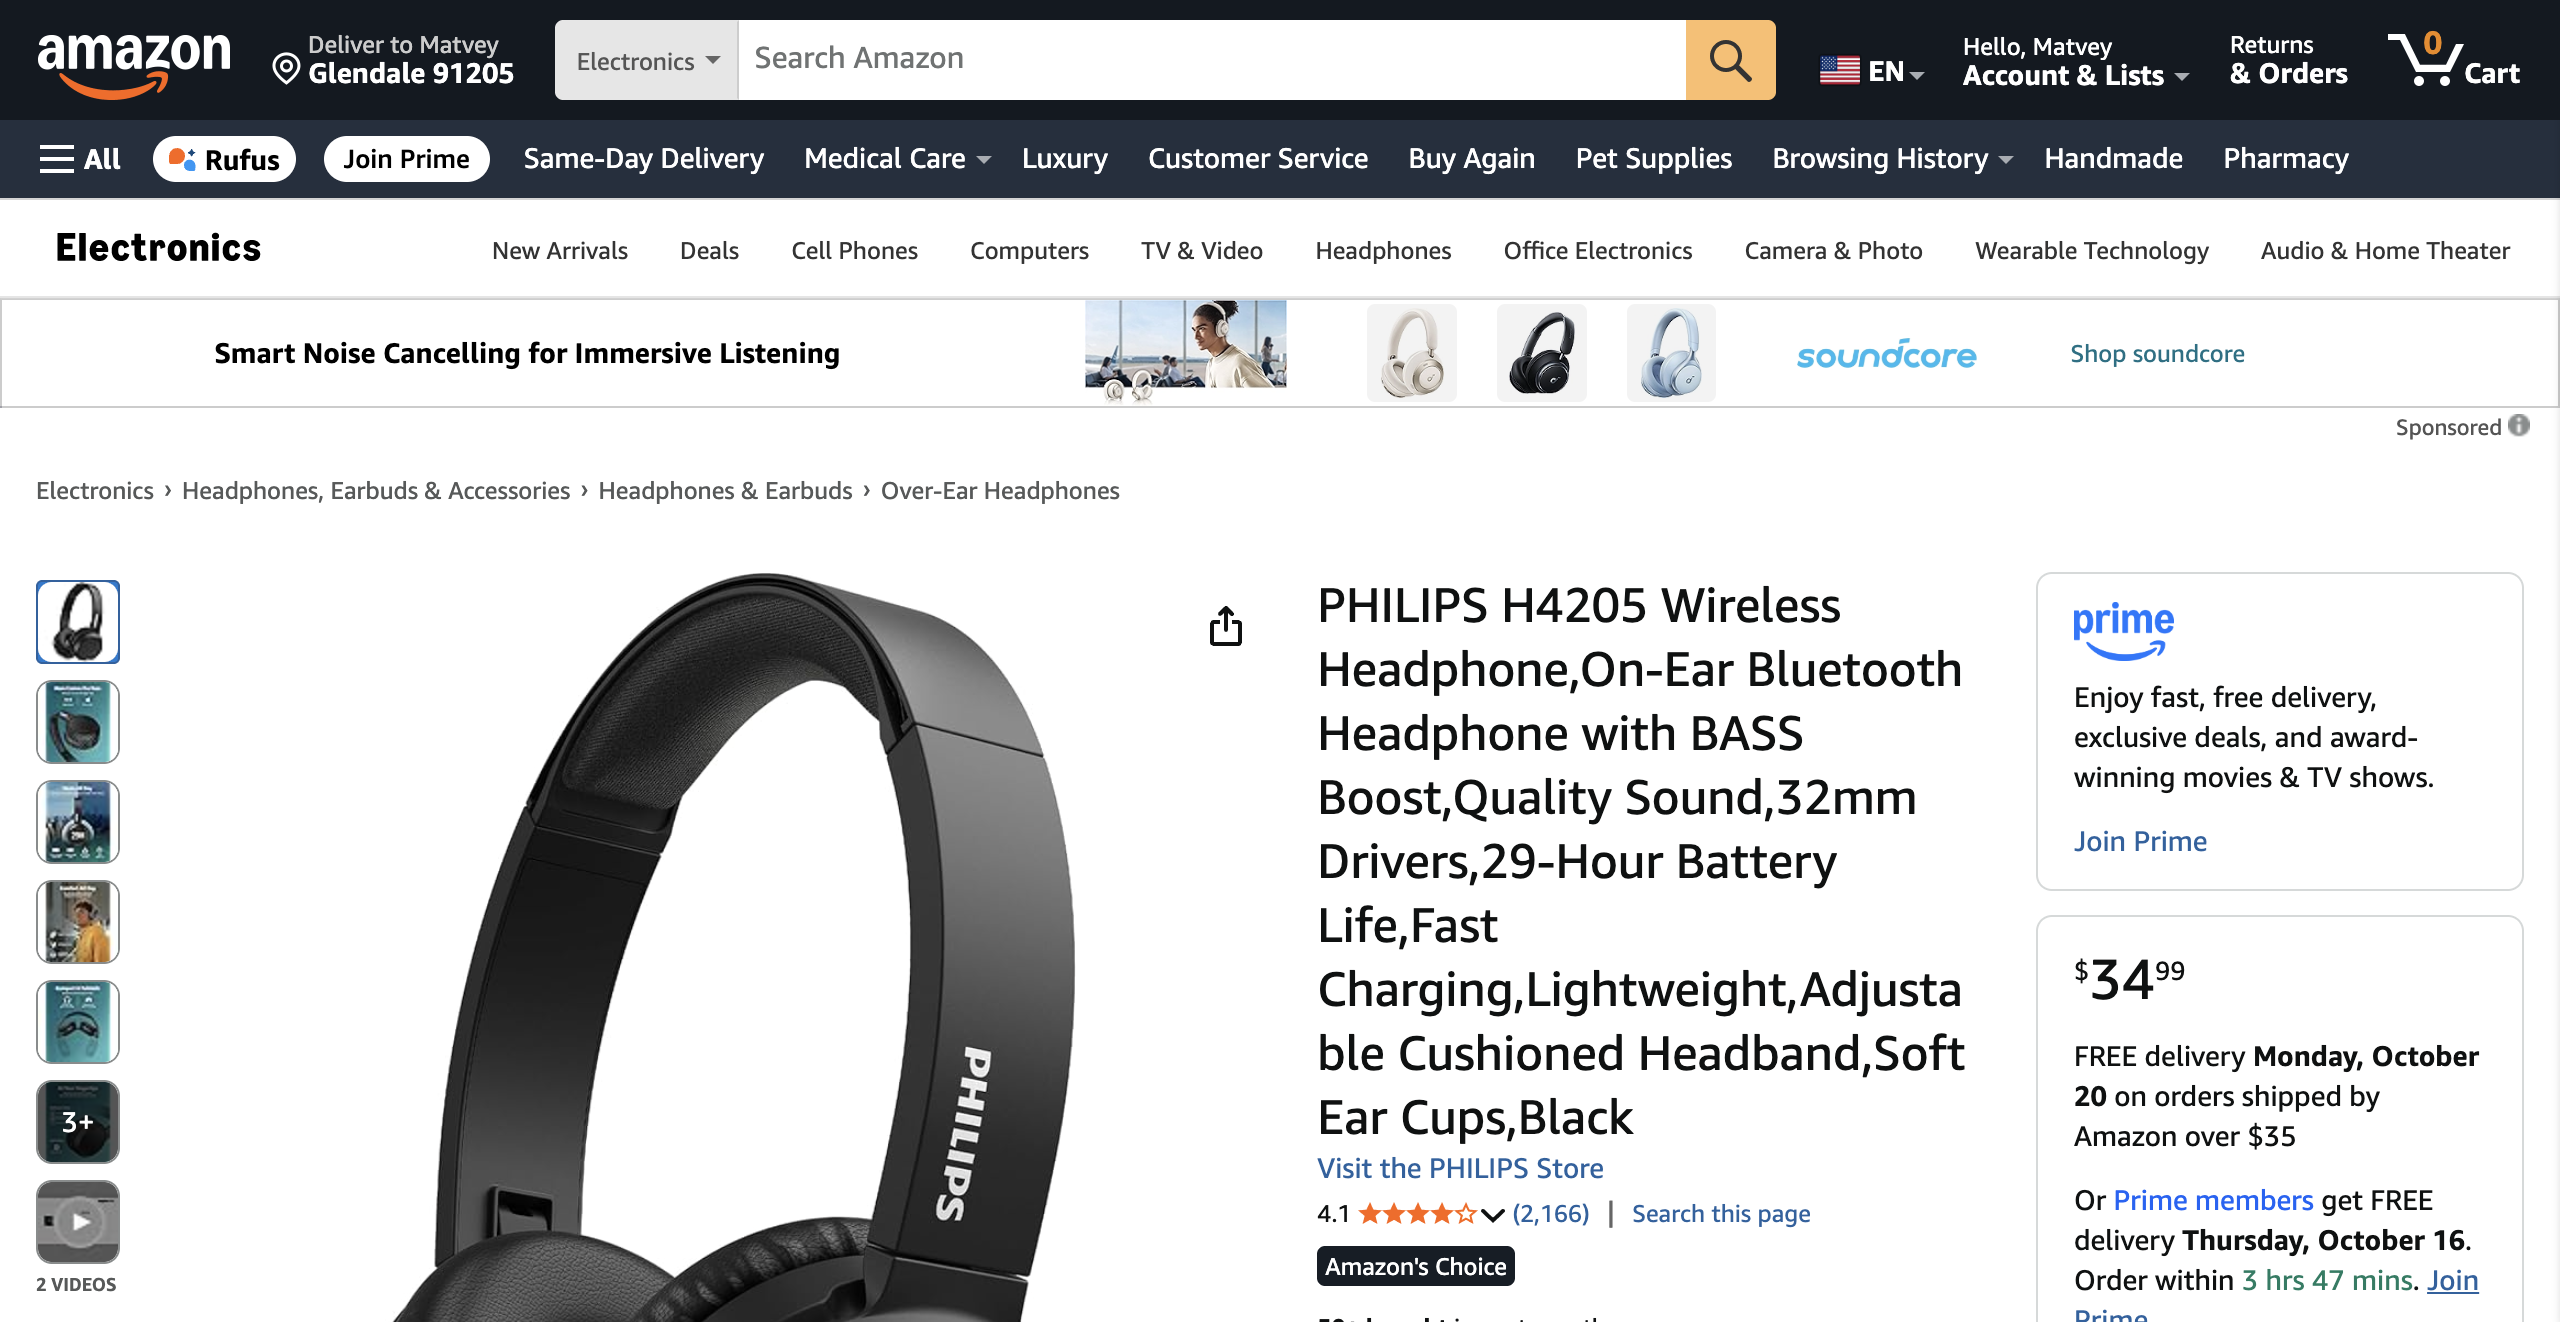 amazon
Deliver to Matvey
Glendale 91205
Electronics
Search Amazon
EN
Hello, Matvey
Account & Lists
Returns
& Orders
0
Cart
All
Rufus
Join Prime
Same-Day Delivery
Medical Care
Luxury
Customer Service
Buy Again
Pet Supplies
Browsing History
Handmade
Pharmacy
Electronics
New Arrivals
Deals
Cell Phones
Computers
TV & Video
Headphones
Office Electronics
Camera & Photo
Wearable Technology
Audio & Home Theater
Smart Noise Cancelling for Immersive Listening
soundcore
Shop soundcore
Sponsored
Electronics › Headphones, Earbuds & Accessories › Headphones & Earbuds › Over-Ear Headphones
3+
2 VIDEOS
PHILIPS
PHILIPS H4205 Wireless
Headphone,On-Ear Bluetooth
Headphone with BASS
Boost,Quality Sound,32mm
Drivers,29-Hour Battery
Life,Fast
Charging,Lightweight,Adjusta
ble Cushioned Headband,Soft
Ear Cups,Black
Visit the PHILIPS Store
4.1 (2,166) | Search this page
Amazon's Choice
prime
Enjoy fast, free delivery,
exclusive deals, and award-
winning movies & TV shows.
Join Prime
$34.99
FREE delivery Monday, October
20 on orders shipped by
Amazon over $35
Or Prime members get FREE
delivery Thursday, October 16.
Order within 3 hrs 47 mins. Join
Prime